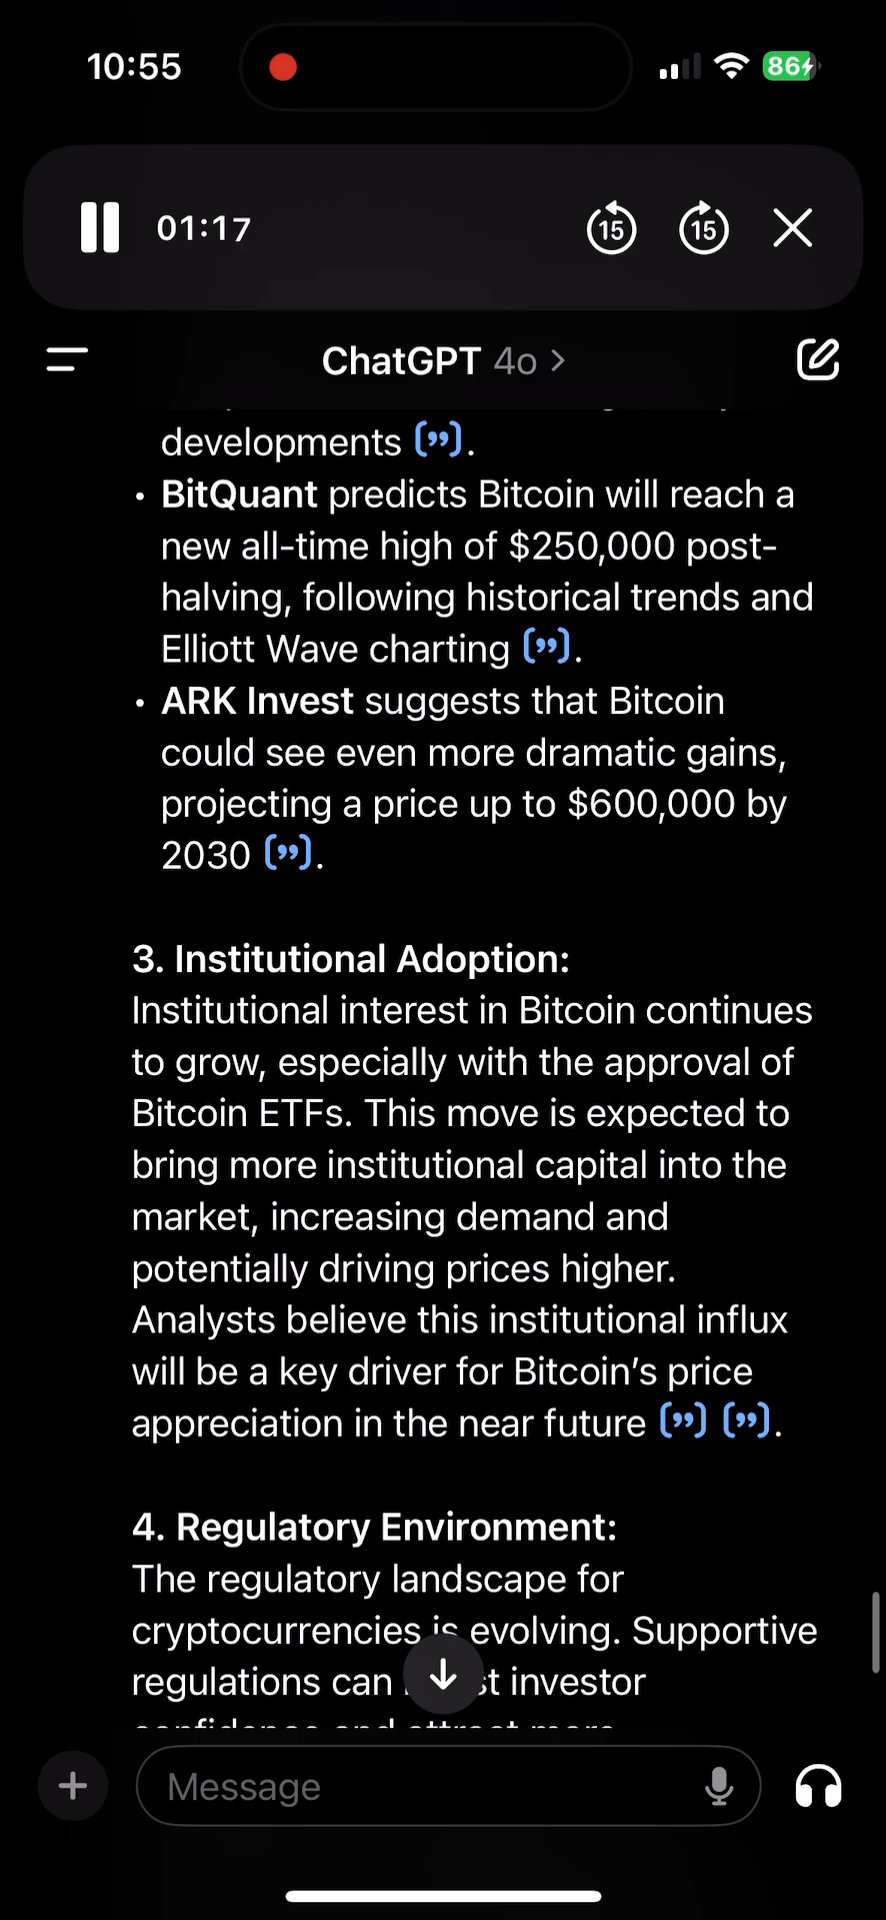 10:55
86
01:17
15
15
ChatGPT 4o >
developments (”).
• BitQuant predicts Bitcoin will reach a
new all-time high of $250,000 post-
halving, following historical trends and
Elliott Wave charting (”).
• ARK Invest suggests that Bitcoin
could see even more dramatic gains,
projecting a price up to $600,000 by
2030 (”).
3. Institutional Adoption:
Institutional interest in Bitcoin continues
to grow, especially with the approval of
Bitcoin ETFs. This move is expected to
bring more institutional capital into the
market, increasing demand and
potentially driving prices higher.
Analysts believe this institutional influx
will be a key driver for Bitcoin’s price
appreciation in the near future (”) (”).
4. Regulatory Environment:
The regulatory landscape for
cryptocurrencies is evolving. Supportive
regulations can investor
confidence and attract more
Message